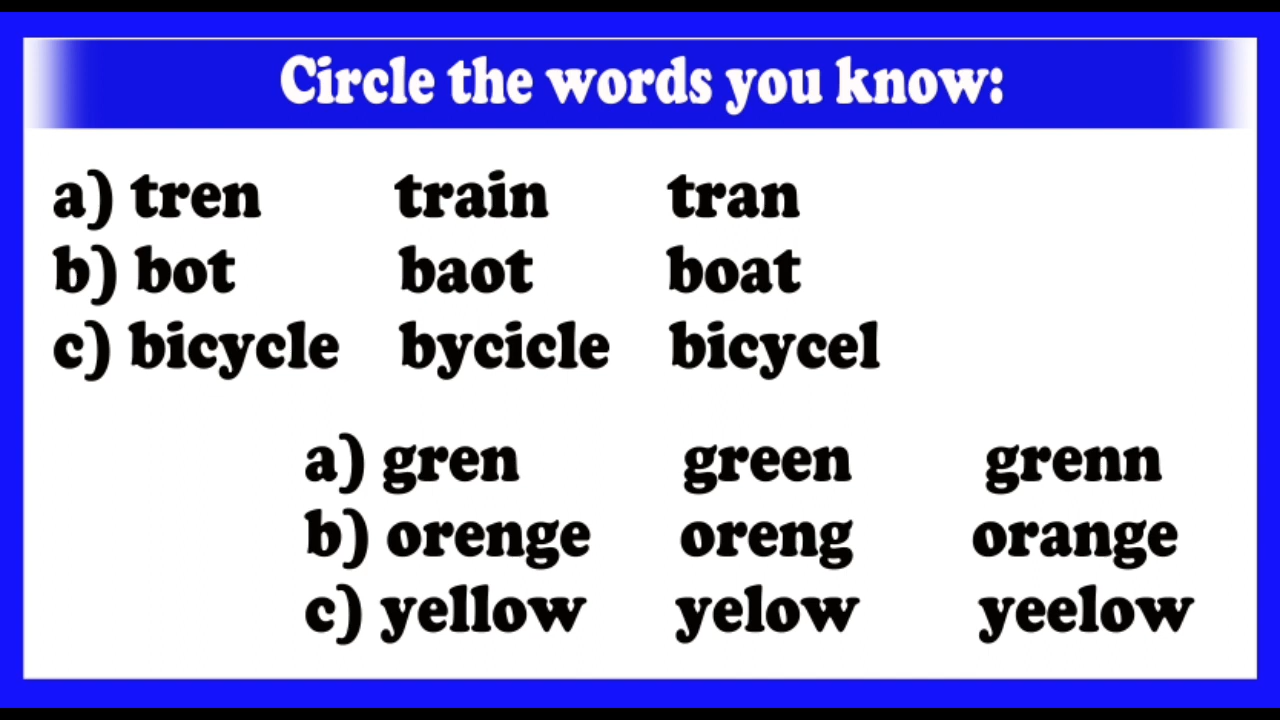 Circle the words you know:
a) tren train tran
b) bot baot boat
c) bicycle bycicle bicycel
a) gren green grenn
b) orenge oreng orange
c) yellow yelow yeelow